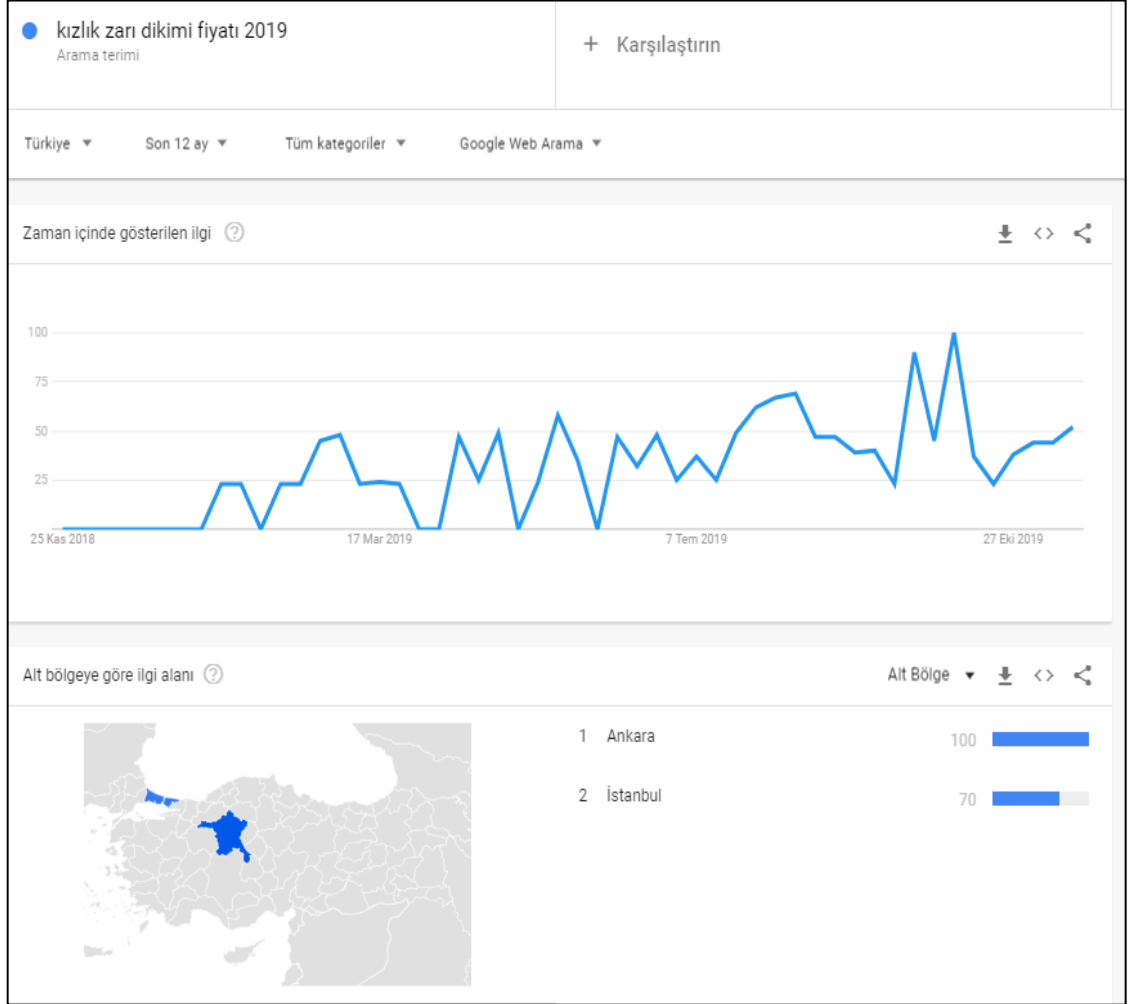 kızlık zarı dikimi fiyatı 2019
Arama terimi
+ Karşılaştırın
Türkiye Son 12 ay Tüm kategoriler Google Web Arama
Zaman içinde gösterilen ilgi
100
75
50
25
25 Kas 2018 17 Mar 2019 7 Tem 2019 27 Eki 2019
Alt bölgeye göre ilgi alanı Alt Bölge
1 Ankara 100
2 İstanbul 70